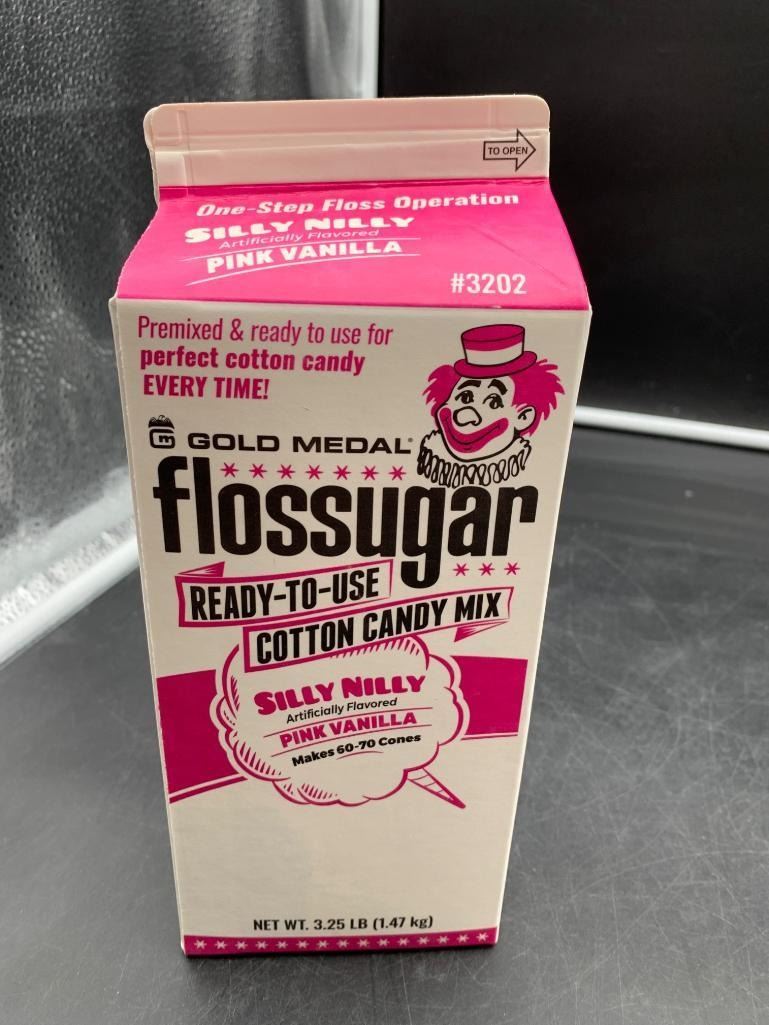 TO OPEN
One-Step Floss Operation
SILLY NILLY
Artificially Flavored
PINK VANILLA
#3202
Premixed & ready to use for
perfect cotton candy
EVERY TIME!
GOLD MEDAL®
flossugar
READY-TO-USE
COTTON CANDY MIX
SILLY NILLY
Artificially Flavored
PINK VANILLA
Makes 60-70 Cones
NET WT. 3.25 LB (1.47 kg)